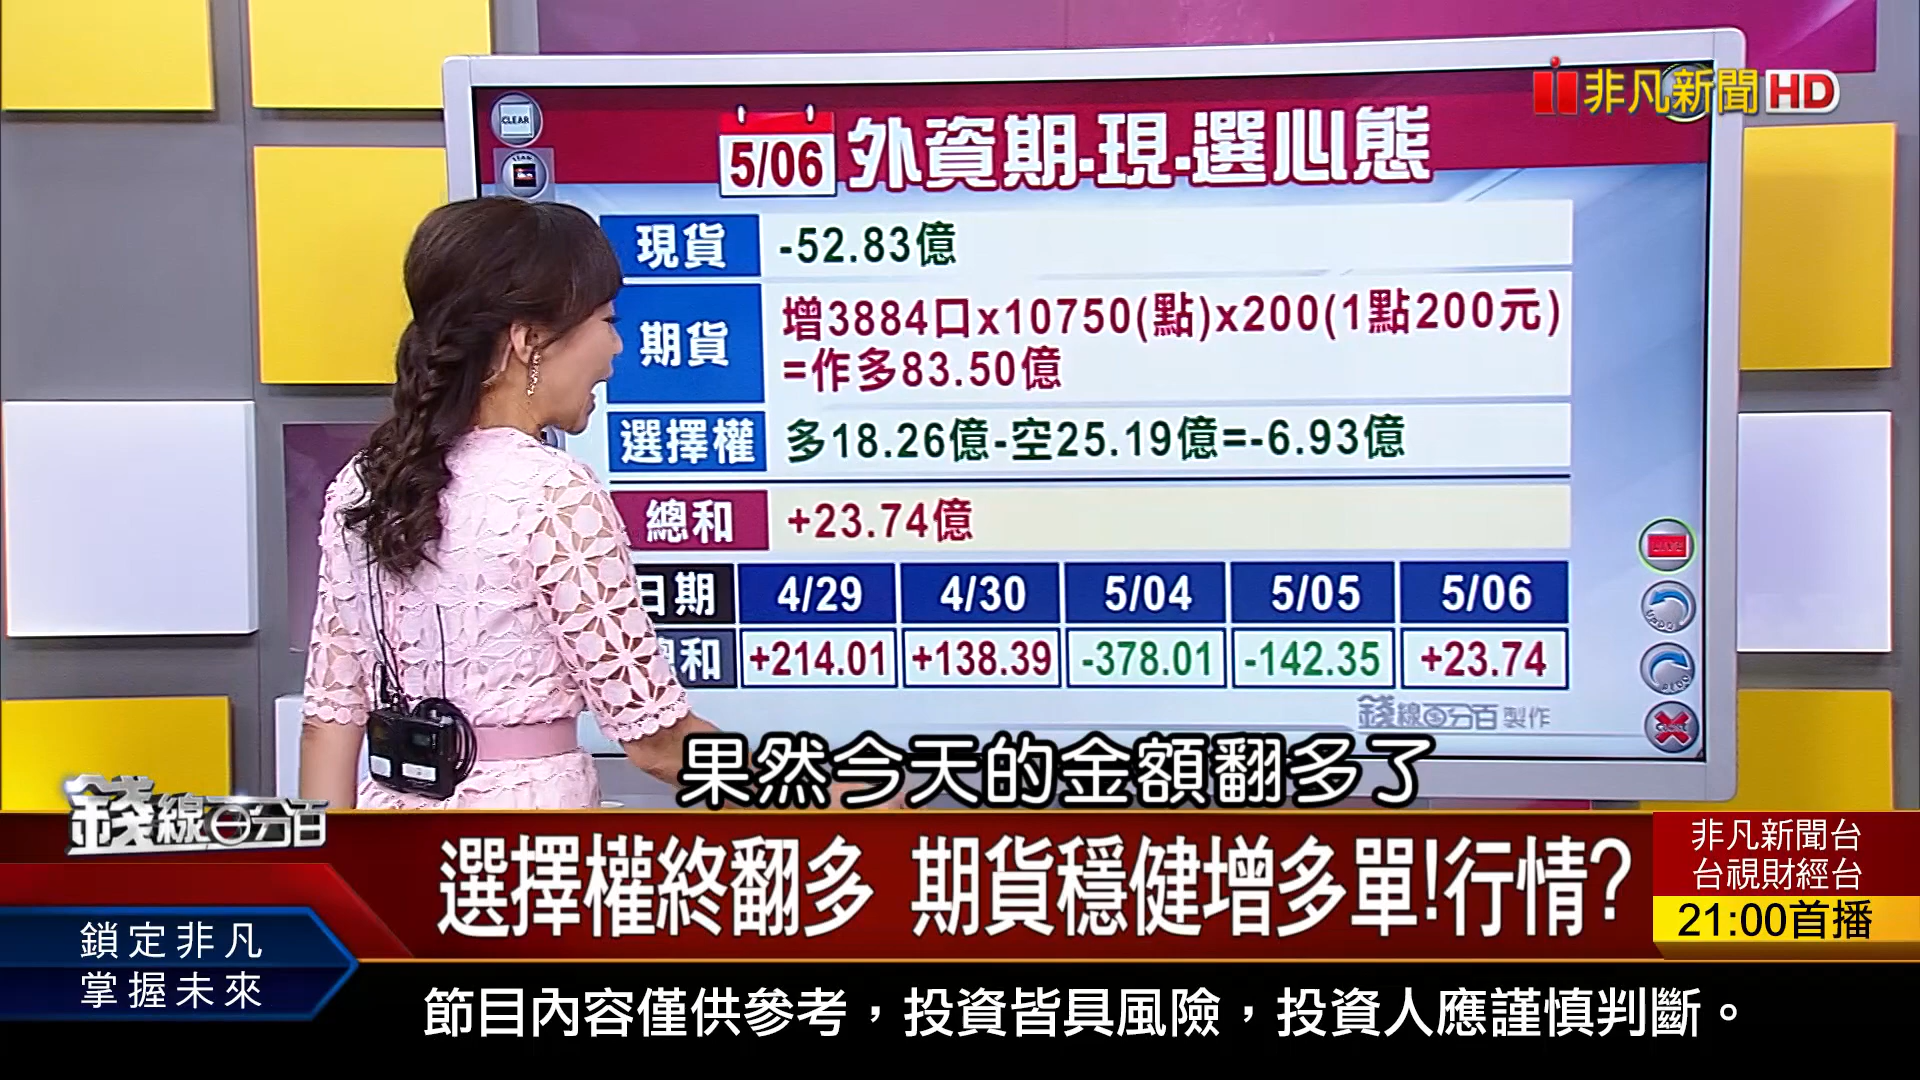 非凡新聞HD
CLEAR
5/06 外資期.現.選心態
現貨 -52.83億
期貨 增3884口x10750(點)x200(1點200元)
=作多83.50億
選擇權 多18.26億-空25.19億=-6.93億
總和 +23.74億
日期 4/29 4/30 5/04 5/05 5/06
總和 +214.01 +138.39 -378.01 -142.35 +23.74
錢線百分百 製作
果然今天的金額翻多了
錢線百分百
選擇權終翻多 期貨穩健增多單!行情?
非凡新聞台
台視財經台
21:00首播
鎖定非凡
掌握未來
節目內容僅供參考，投資皆具風險，投資人應謹慎判斷。